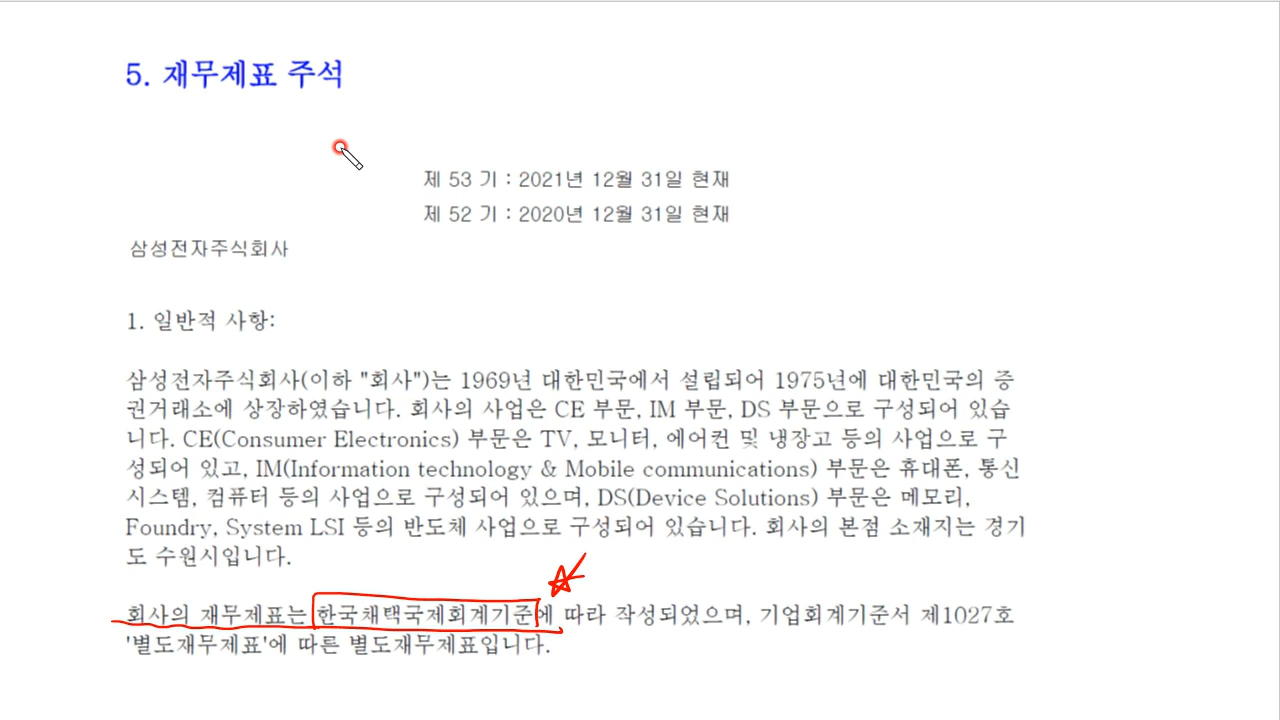 5. 재무제표 주석
제 53 기 : 2021년 12월 31일 현재
제 52 기 : 2020년 12월 31일 현재
삼성전자주식회사
1. 일반적 사항:
삼성전자주식회사(이하 "회사")는 1969년 대한민국에서 설립되어 1975년에 대한민국의 증
권거래소에 상장하였습니다. 회사의 사업은 CE 부문, IM 부문, DS 부문으로 구성되어 있습
니다. CE(Consumer Electronics) 부문은 TV, 모니터, 에어컨 및 냉장고 등의 사업으로 구
성되어 있고, IM(Information technology & Mobile communications) 부문은 휴대폰, 통신
시스템, 컴퓨터 등의 사업으로 구성되어 있으며, DS(Device Solutions) 부문은 메모리,
Foundry, System LSI 등의 반도체 사업으로 구성되어 있습니다. 회사의 본점 소재지는 경기
도 수원시입니다.
회사의 재무제표는 한국채택국제회계기준에 따라 작성되었으며, 기업회계기준서 제1027호
'별도재무제표'에 따른 별도재무제표입니다.